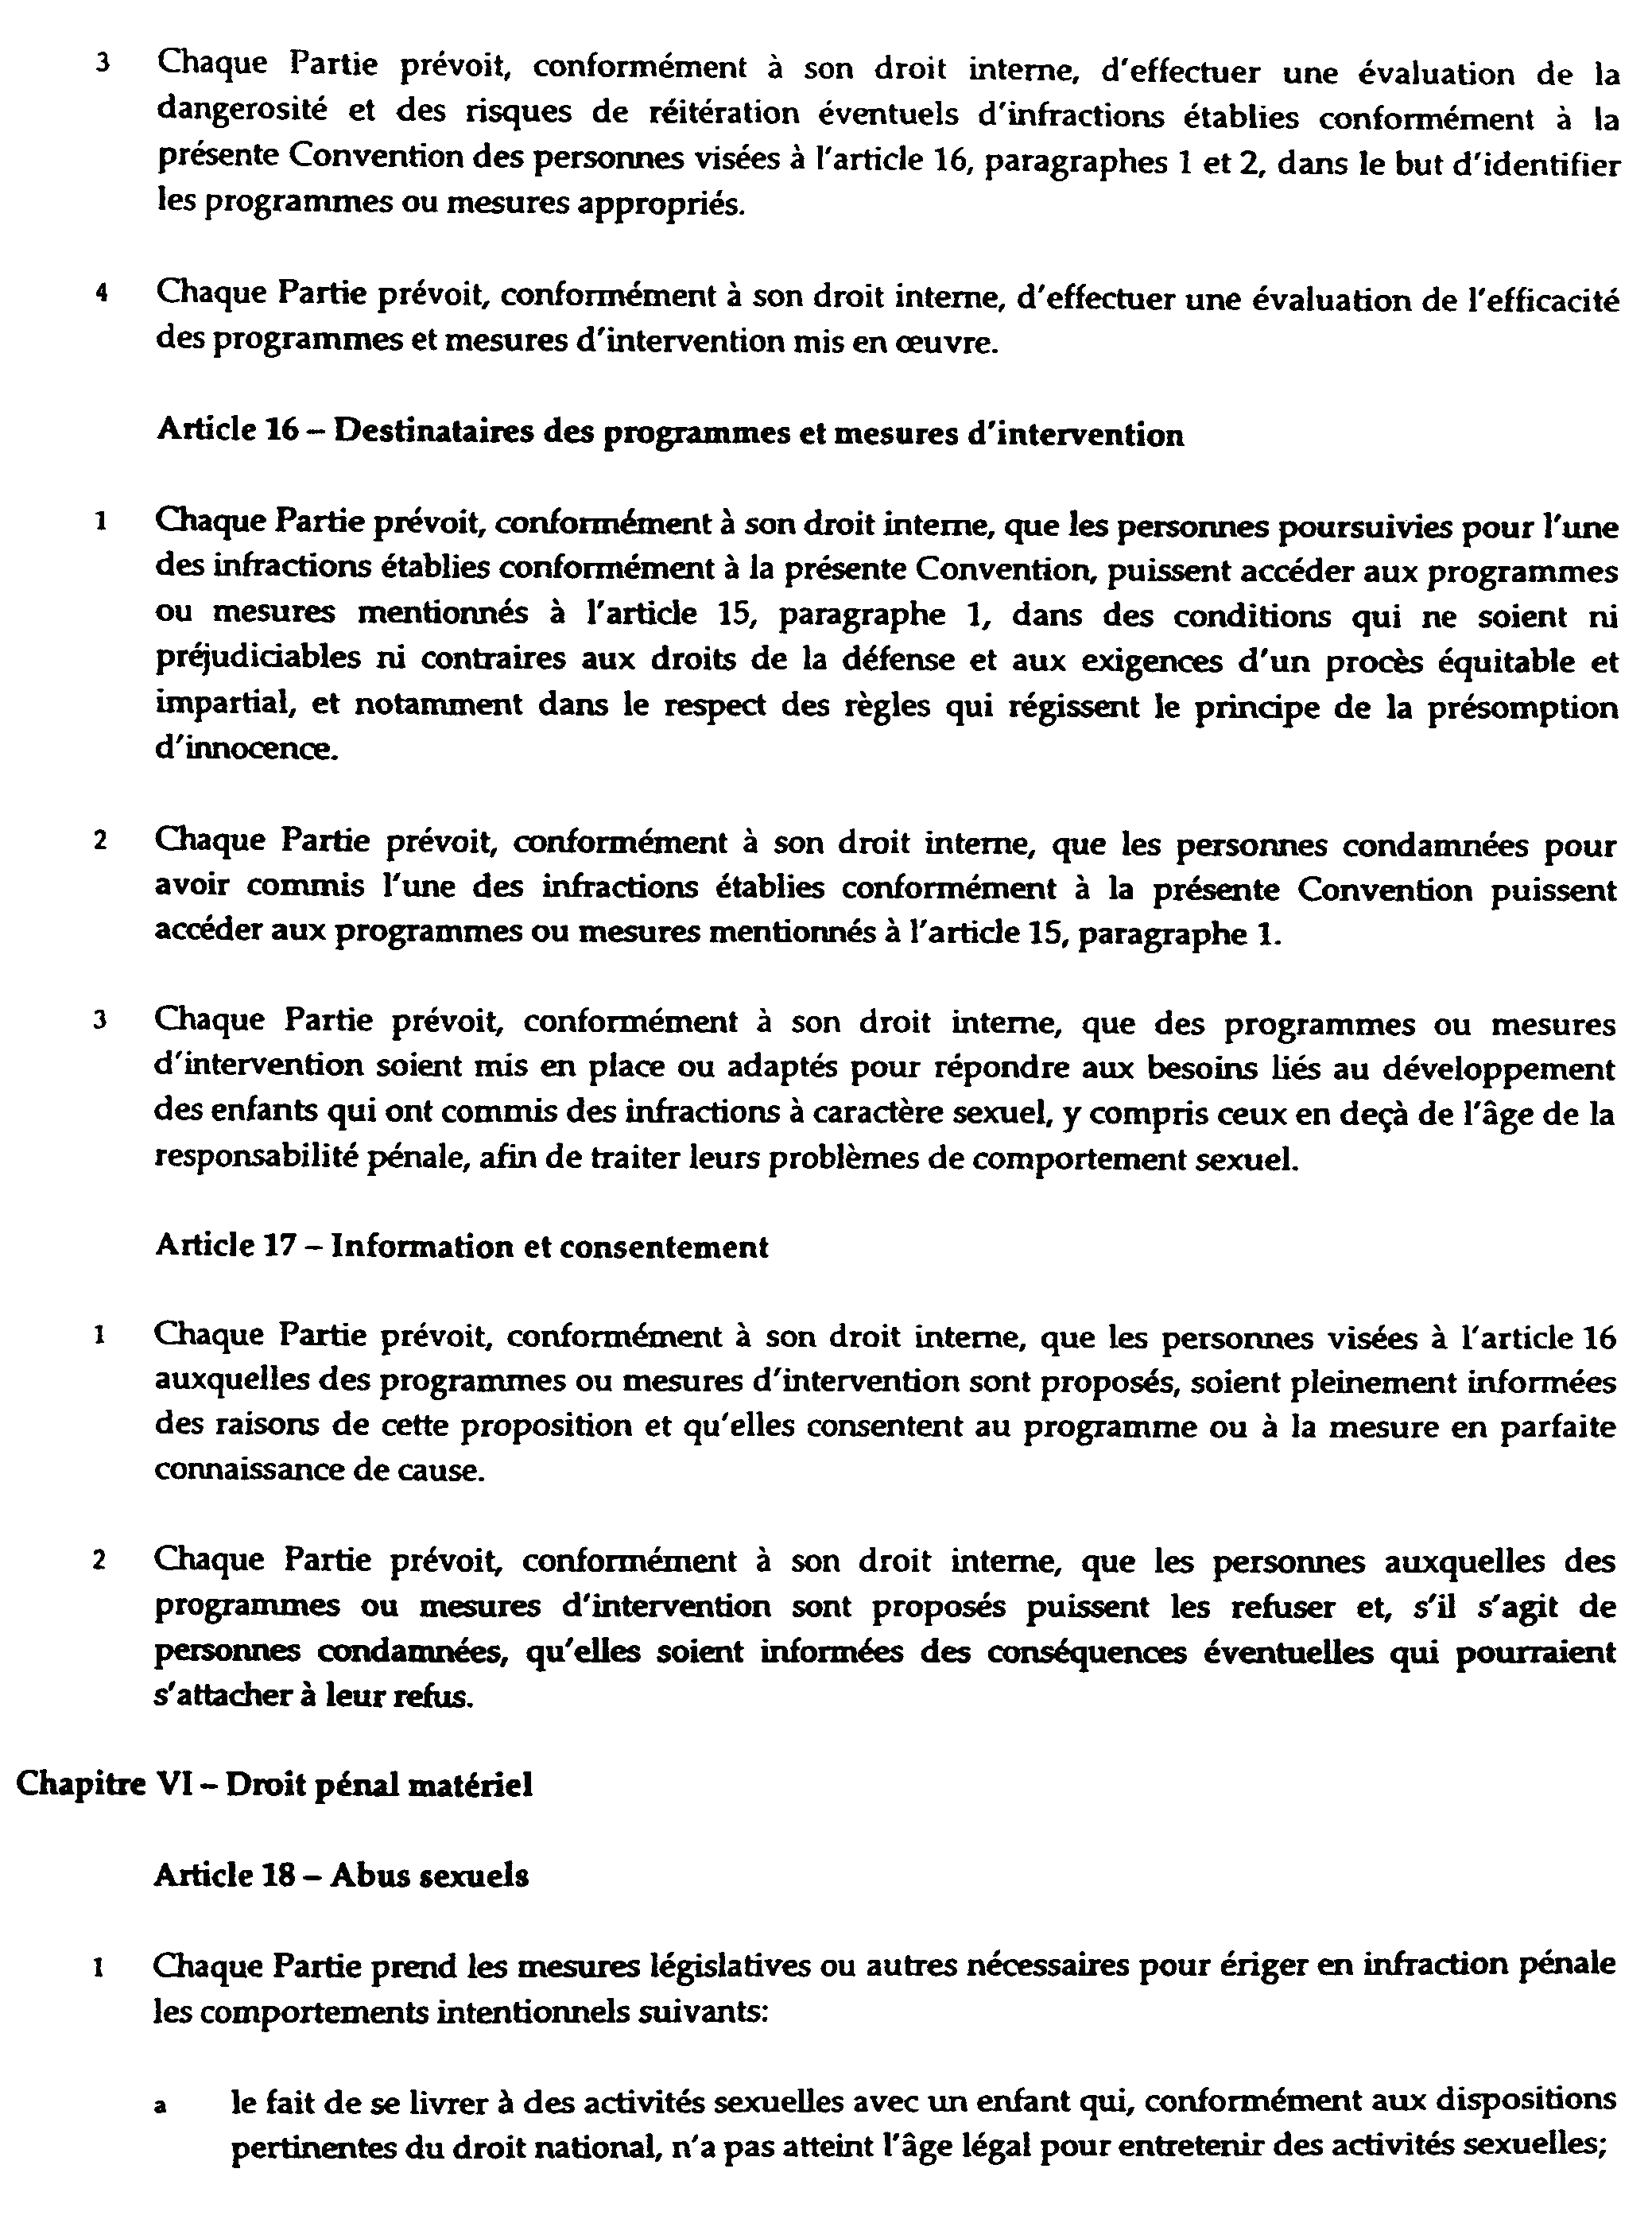 3 Chaque Partie prévoit, conformément à son droit interne, d'effectuer une évaluation de la
dangerosité et des risques de réitération éventuels d'infractions établies conformément à la
présente Convention des personnes visées à l'article 16, paragraphes 1 et 2, dans le but d'identifier
les programmes ou mesures appropriés.
4 Chaque Partie prévoit, conformément à son droit interne, d'effectuer une évaluation de l'efficacité
des programmes et mesures d'intervention mis en œuvre.
Article 16 – Destinataires des programmes et mesures d'intervention
1 Chaque Partie prévoit, conformément à son droit interne, que les personnes poursuivies pour l'une
des infractions établies conformément à la présente Convention, puissent accéder aux programmes
ou mesures mentionnés à l'article 15, paragraphe 1, dans des conditions qui ne soient ni
préjudiciables ni contraires aux droits de la défense et aux exigences d'un procès équitable et
impartial, et notamment dans le respect des règles qui régissent le principe de la présomption
d'innocence.
2 Chaque Partie prévoit, conformément à son droit interne, que les personnes condamnées pour
avoir commis l'une des infractions établies conformément à la présente Convention puissent
accéder aux programmes ou mesures mentionnés à l'article 15, paragraphe 1.
3 Chaque Partie prévoit, conformément à son droit interne, que des programmes ou mesures
d'intervention soient mis en place ou adaptés pour répondre aux besoins liés au développement
des enfants qui ont commis des infractions à caractère sexuel, y compris ceux en deçà de l'âge de la
responsabilité pénale, afin de traiter leurs problèmes de comportement sexuel.
Article 17 – Information et consentement
1 Chaque Partie prévoit, conformément à son droit interne, que les personnes visées à l'article 16
auxquelles des programmes ou mesures d'intervention sont proposés, soient pleinement informées
des raisons de cette proposition et qu'elles consentent au programme ou à la mesure en parfaite
connaissance de cause.
2 Chaque Partie prévoit, conformément à son droit interne, que les personnes auxquelles des
programmes ou mesures d'intervention sont proposés puissent les refuser et, s'il s'agit de
personnes condamnées, qu'elles soient informées des conséquences éventuelles qui pourraient
s'attacher à leur refus.
Chapitre VI – Droit pénal matériel
Article 18 – Abus sexuels
1 Chaque Partie prend les mesures législatives ou autres nécessaires pour ériger en infraction pénale
les comportements intentionnels suivants:
a le fait de se livrer à des activités sexuelles avec un enfant qui, conformément aux dispositions
pertinentes du droit national, n'a pas atteint l'âge légal pour entretenir des activités sexuelles;